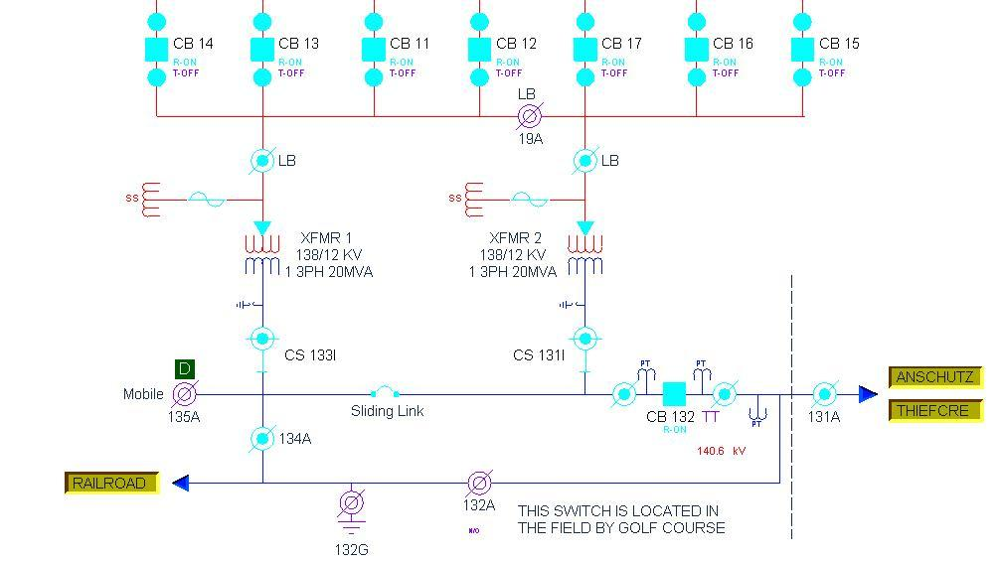 CB 14
R-ON
T-OFF
CB 13
R-ON
T-OFF
CB 11
R-ON
T-OFF
CB 12
R-ON
T-OFF
CB 17
R-ON
T-OFF
CB 16
R-ON
T-OFF
CB 15
R-ON
T-OFF
LB
19A
LB
LB
SS
SS
XFMR 1
138/12 KV
1 3PH 20MVA
XFMR 2
138/12 KV
1 3PH 20MVA
CS 133I
CS 131I
D
Mobile
135A
Sliding Link
PT
PT
CB 132
R-ON
TT
PT
140.6 kV
131A
ANSCHUTZ
THIEFCRE
134A
RAILROAD
132A
N/O
132G
THIS SWITCH IS LOCATED IN
THE FIELD BY GOLF COURSE